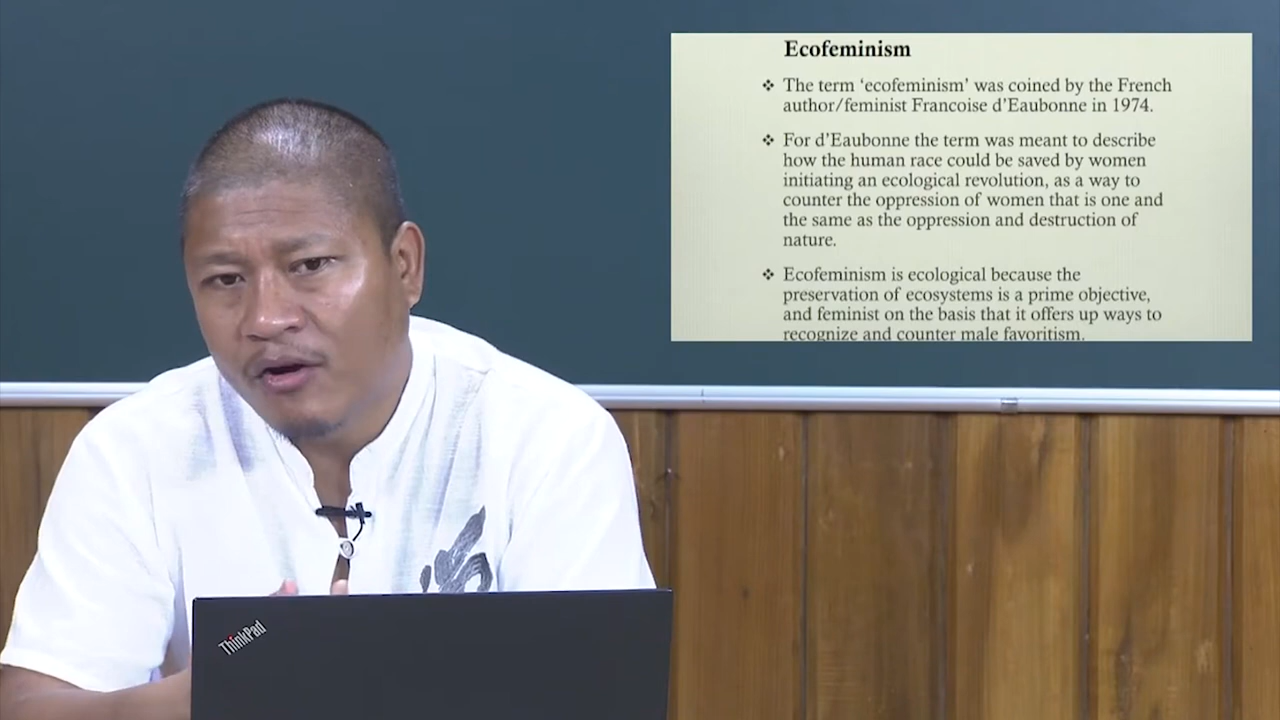 Ecofeminism
❖ The term ‘ecofeminism’ was coined by the French
author/feminist Francoise d’Eaubonne in 1974.
❖ For d’Eaubonne the term was meant to describe
how the human race could be saved by women
initiating an ecological revolution, as a way to
counter the oppression of women that is one and
the same as the oppression and destruction of
nature.
❖ Ecofeminism is ecological because the
preservation of ecosystems is a prime objective,
and feminist on the basis that it offers up ways to
recognize and counter male favoritism.
ThinkPad